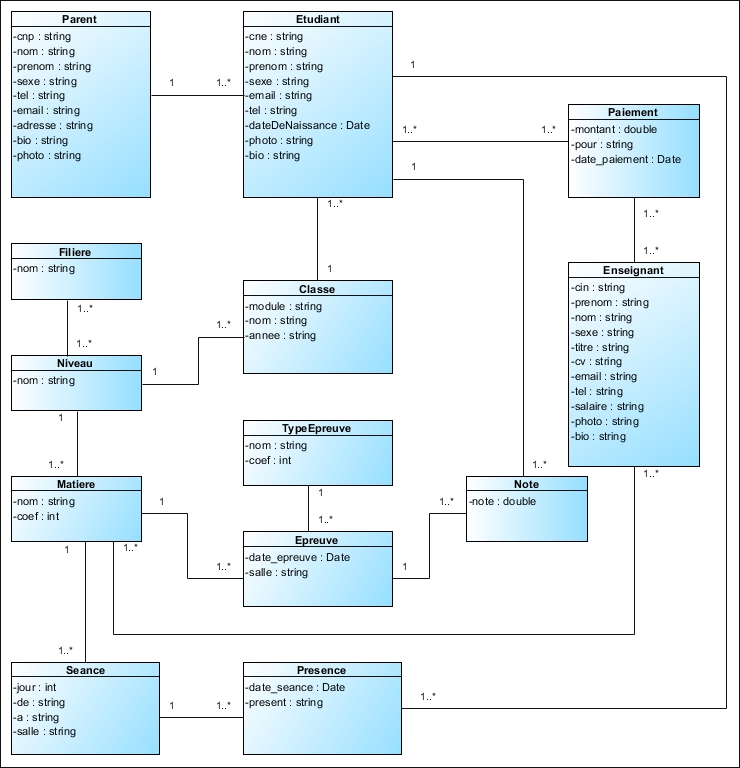 Parent
-cnp : string
-nom : string
-prenom : string
-sexe : string
-tel : string
-email : string
-adresse : string
-bio : string
-photo : string
1
1..*
Etudiant
-cne : string
-nom : string
-prenom : string
-sexe : string
-email : string
-tel : string
-dateDeNaissance : Date
-photo : string
-bio : string
1
1..*
1..*
1
1..*
Paiement
-montant : double
-pour : string
-date_paiement : Date
1..*
1..*
Filiere
-nom : string
1..*
1..*
1
Classe
-module : string
-nom : string
-annee : string
1..*
Enseignant
-cin : string
-prenom : string
-nom : string
-sexe : string
-titre : string
-cv : string
-email : string
-tel : string
-salaire : string
-photo : string
-bio : string
1..*
Niveau
-nom : string
1
1
1..*
TypeEpreuve
-nom : string
-coef : int
1
1..*
Matiere
-nom : string
-coef : int
1
1
1..*
1..*
Epreuve
-date_epreuve : Date
-salle : string
1
1..*
1..*
Note
-note : double
1..*
Seance
-jour : int
-de : string
-a : string
-salle : string
1
1..*
Presence
-date_seance : Date
-present : string
1..*